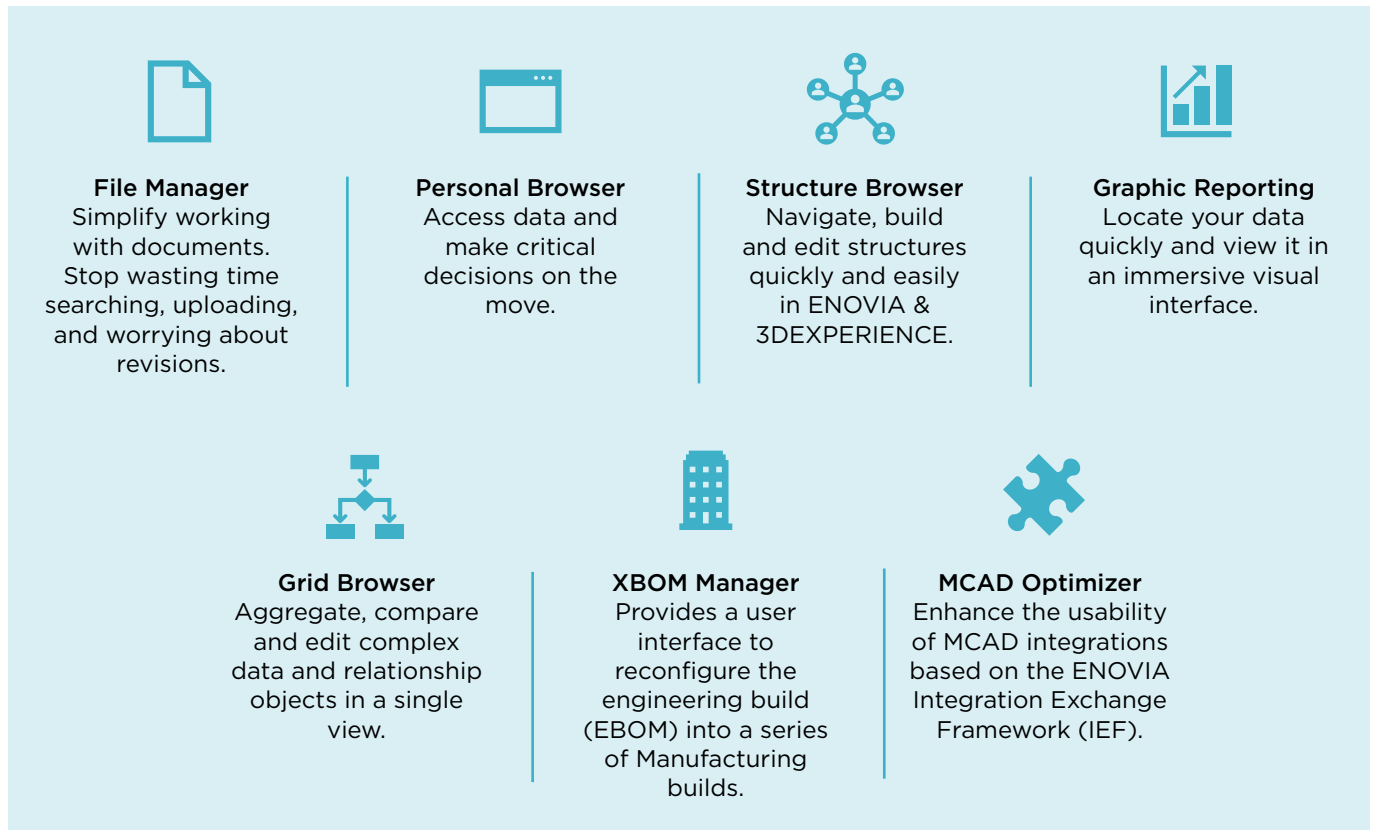 File Manager
Simplify working
with documents.
Stop wasting time
searching, uploading,
and worrying about
revisions.
Personal Browser
Access data and
make critical
decisions on the
move.
Structure Browser
Navigate, build
and edit structures
quickly and easily
in ENOVIA &
3DEXPERIENCE.
Graphic Reporting
Locate your data
quickly and view it in
an immersive visual
interface.
Grid Browser
Aggregate, compare
and edit complex
data and relationship
objects in a single
view.
XBOM Manager
Provides a user
interface to
reconfigure the
engineering build
(EBOM) into a series
of Manufacturing
builds.
MCAD Optimizer
Enhance the usability
of MCAD integrations
based on the ENOVIA
Integration Exchange
Framework (IEF).